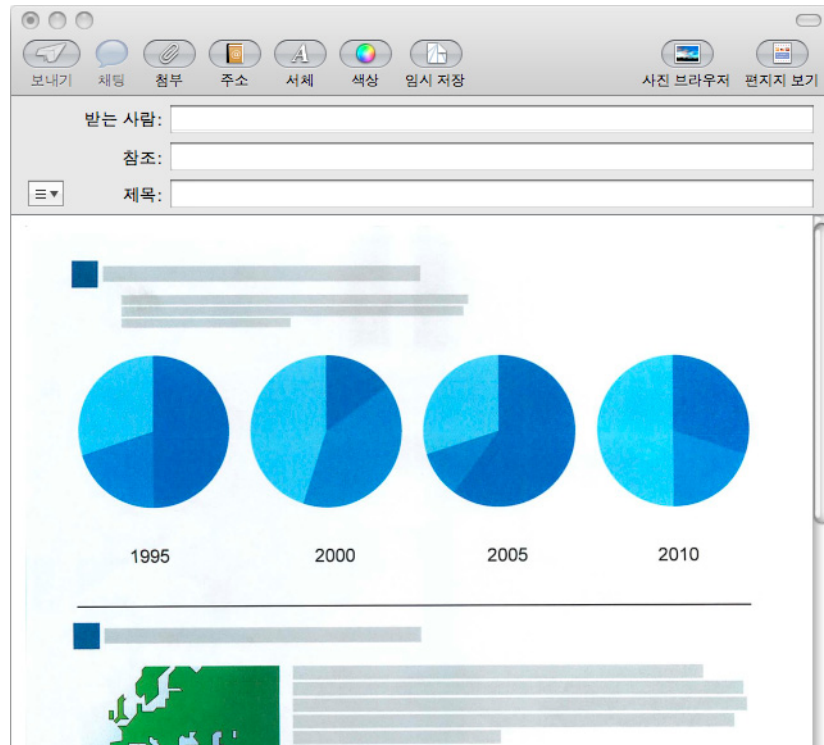 보내기 채팅 첨부 주소 서체 색상 임시 저장 사진 브라우저 편지지 보기
받는 사람:
참조:
제목:
1995 2000 2005 2010